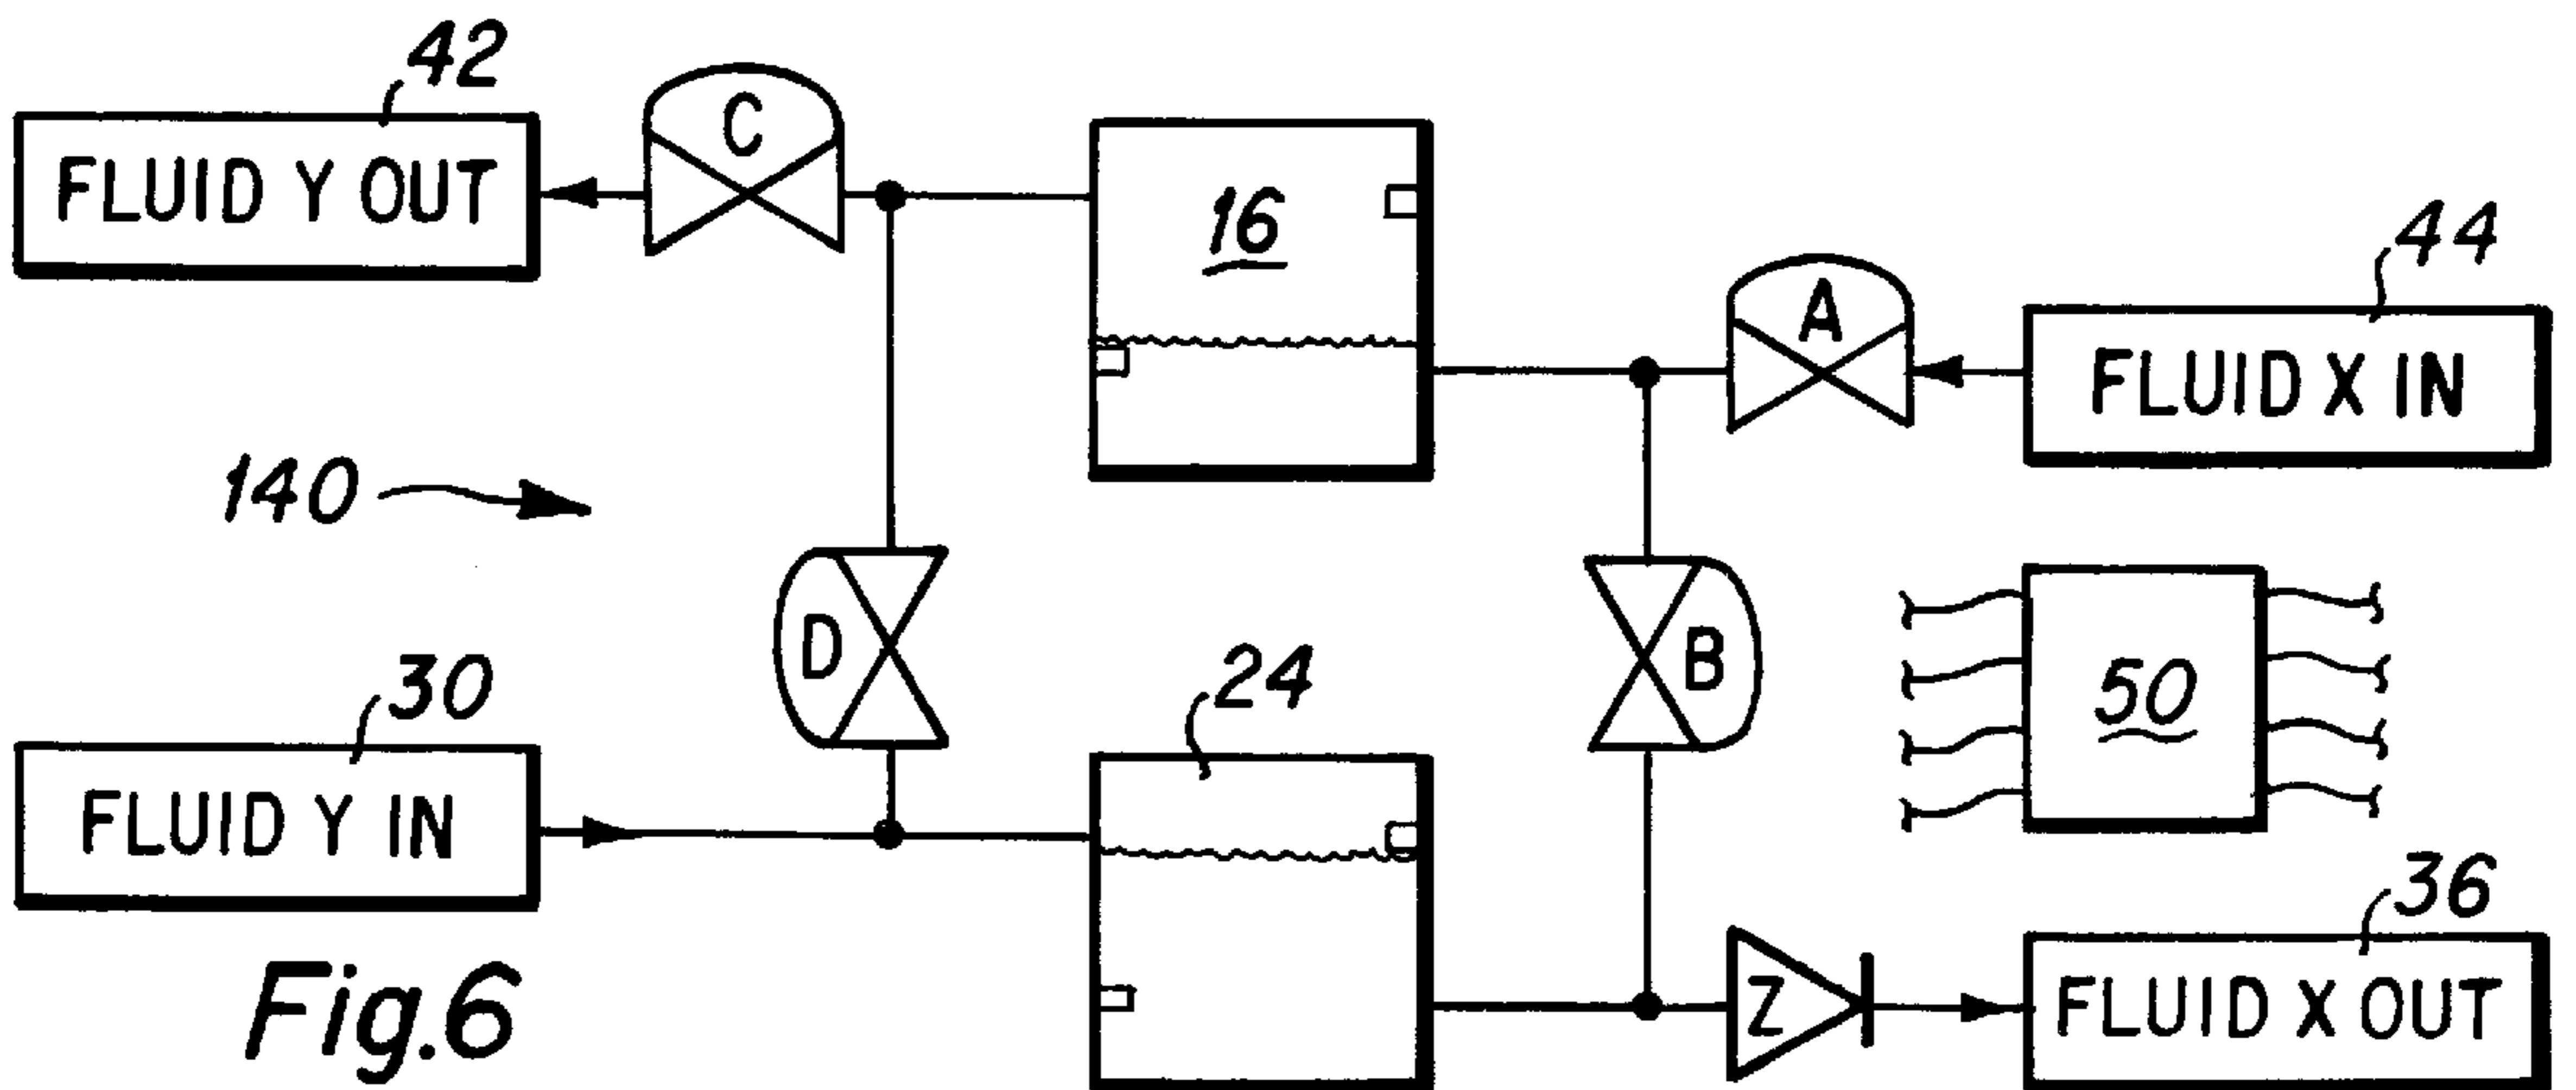 42
C
FLUID Y OUT
16
44
A
FLUID X IN
140
D
B
50
30
24
FLUID Y IN
36
Z
FLUID X OUT
Fig.6